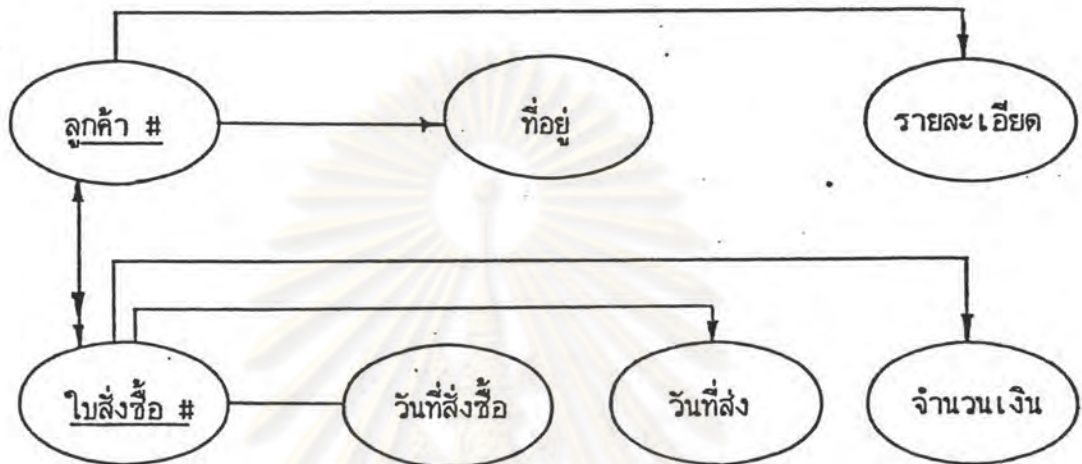 ลูกค้า #
ที่อยู่
รายละเอียด
ใบสั่งซื้อ #
วันที่สั่งซื้อ
วันที่ส่ง
จำนวนเงิน